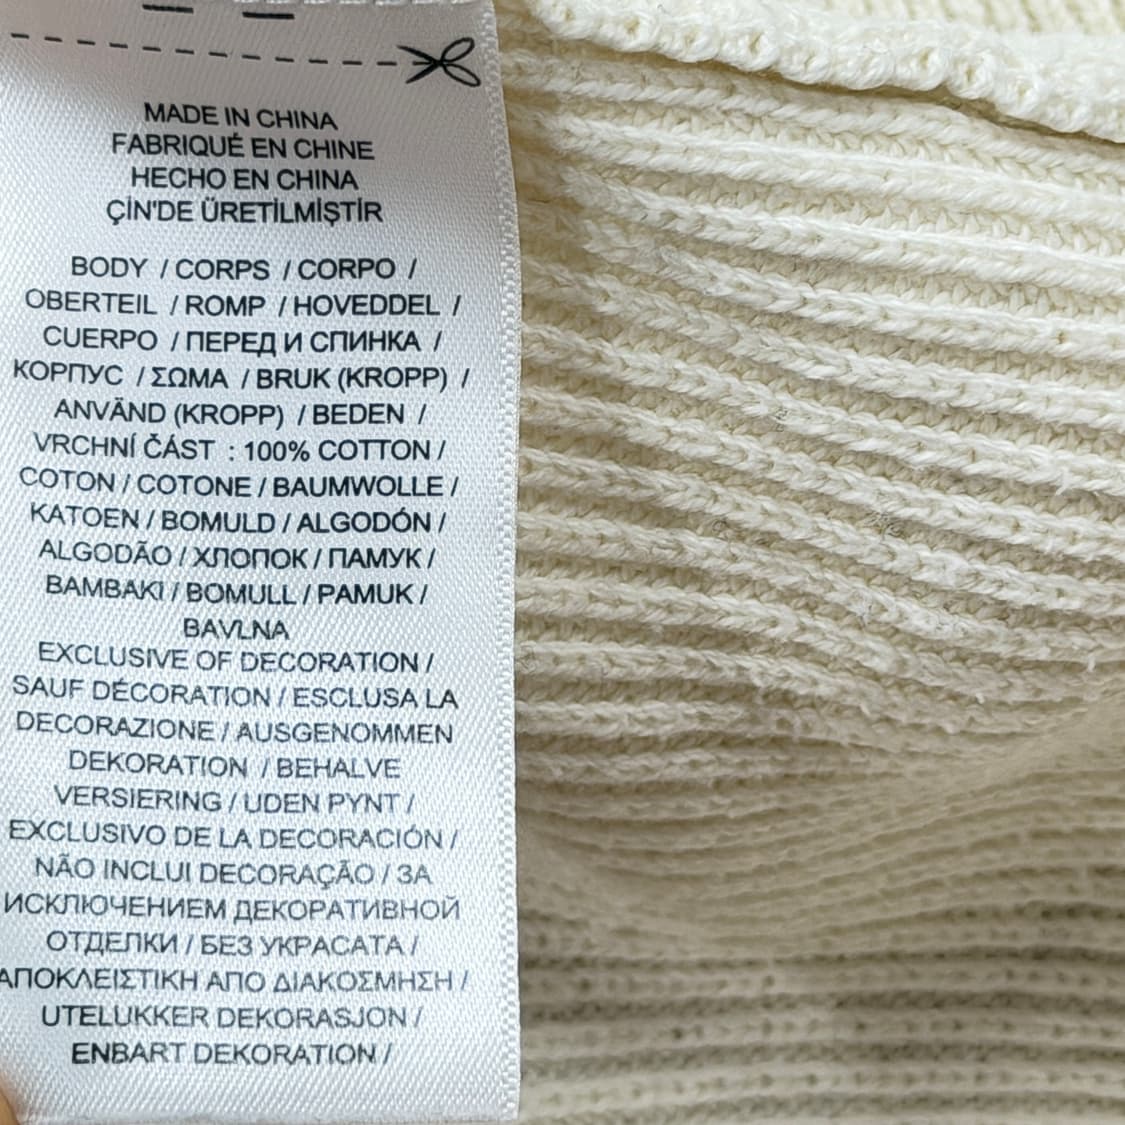 MADE IN CHINA
FABRIQUÉ EN CHINE
HECHO EN CHINA
ÇİN'DE ÜRETİLMİŞTİR
BODY / CORPS / CORPO /
OBERTEIL / ROMP / HOVEDDEL /
CUERPO / ПЕРЕД И СПИНКА /
КОРПУС / ΣΩΜΑ / BRUK (KROPP) /
ANVÄND (KROPP) / BEDEN /
VRCHNÍ ČÁST : 100% COTTON /
COTON / COTONE / BAUMWOLLE /
KATOEN / BOMULD / ALGODÓN /
ALGODÃO / ХЛОПОК / ПАМУК /
ΒΑΜΒΑΚΙ / BOMULL / PAMUK /
BAVLNA
EXCLUSIVE OF DECORATION /
SAUF DÉCORATION / ESCLUSA LA
DECORAZIONE / AUSGENOMMEN
DEKORATION / BEHALVE
VERSIERING / UDEN PYNT /
EXCLUSIVO DE LA DECORACIÓN /
NÃO INCLUI DECORAÇÃO / ЗА
ИСКЛЮЧЕНИЕМ ДЕКОРАТИВНОЙ
ОТДЕЛКИ / БЕЗ УКРАСАТА /
ΑΠΟΚΛΕΙΣΤΙΚΗ ΑΠΟ ΔΙΑΚΟΣΜΗΣΗ /
UTELUKKER DEKORASJON /
ENBART DEKORATION /